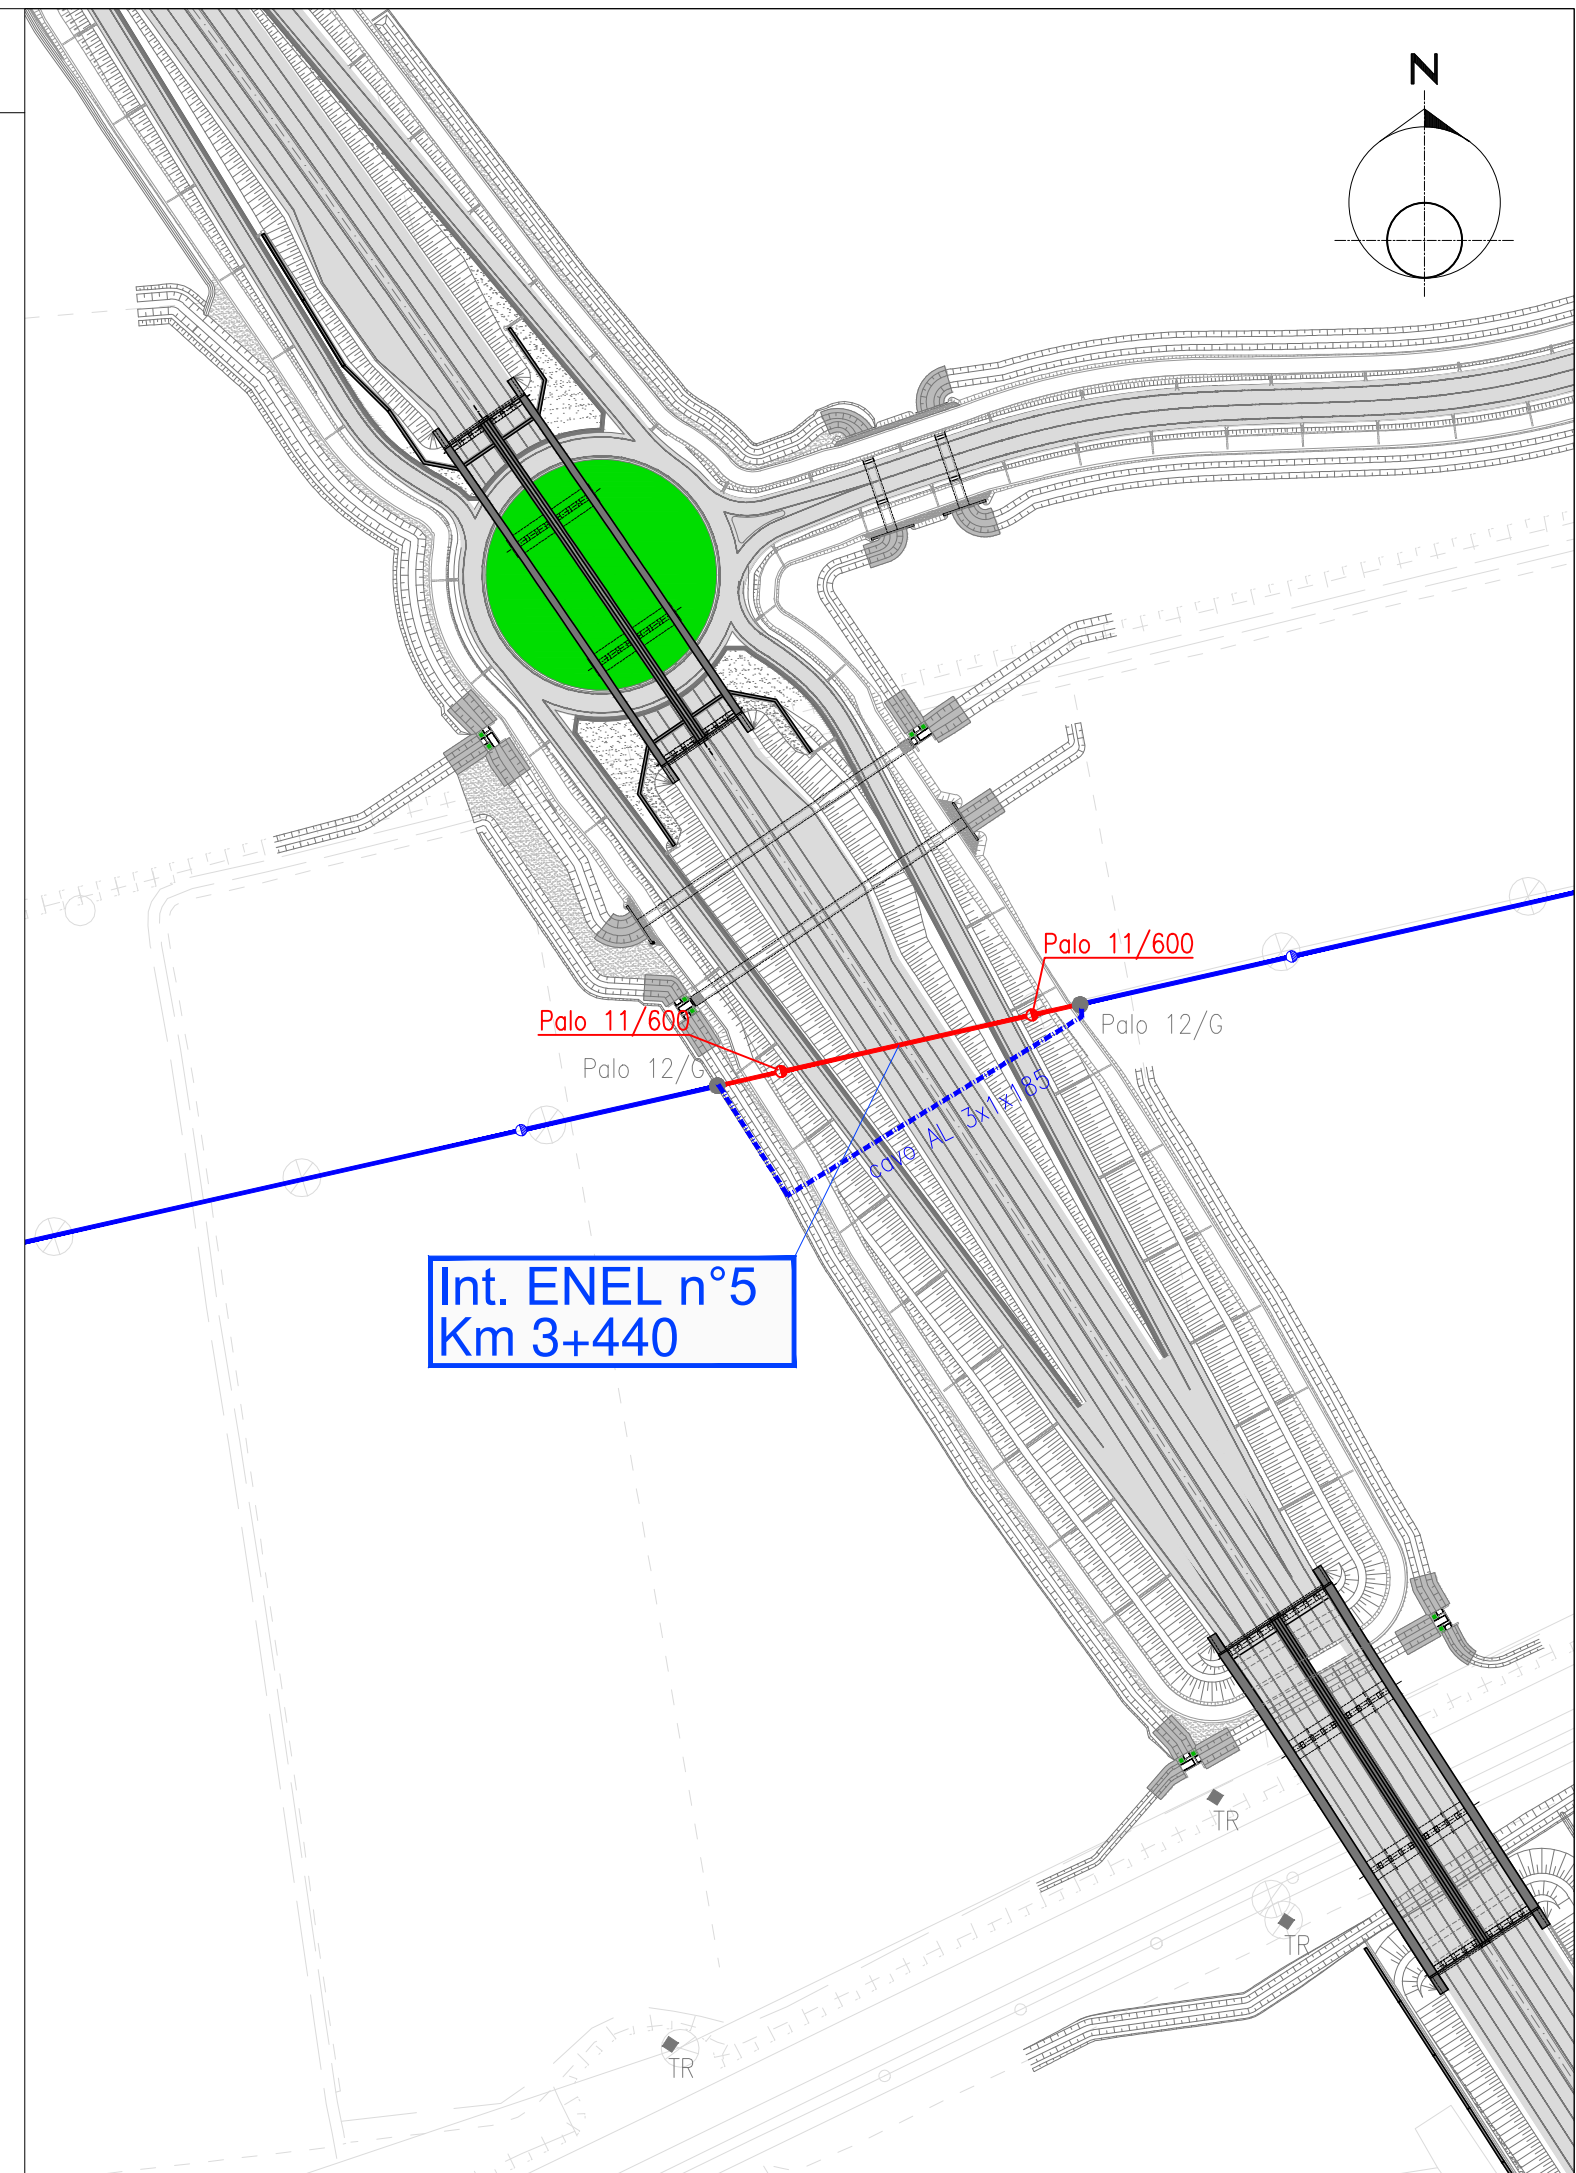 N
Palo 11/600
Palo 11/600
Palo 12/G
Palo 12/G
cavo AL 3x1x185
Int. ENEL n°5
Km 3+440
TR
TR
TR